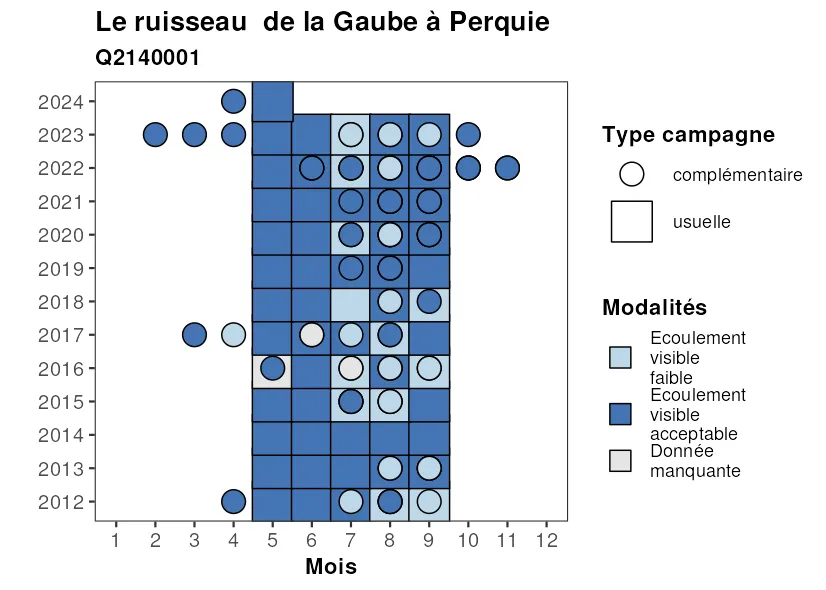 Le ruisseau  de la Gaube à Perquie
Q2140001
2024
2023
2022
2021
2020
2019
2018
2017
2016
2015
2014
2013
2012
1 2 3 4 5 6 7 8 9 10 11 12
Mois
Type campagne
complémentaire
usuelle
Modalités
Ecoulement
visible
faible
Ecoulement
visible
acceptable
Donnée
manquante